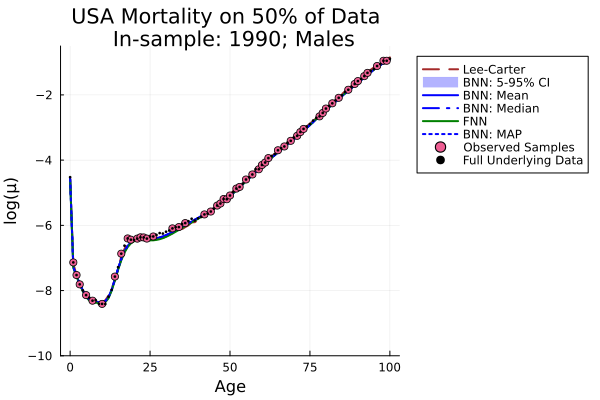 USA Mortality on 50% of Data
In-sample: 1990; Males
log(μ)
−2
−4
−6
−8
−10
0
25
50
75
100
Age
Lee-Carter
BNN: 5-95% CI
BNN: Mean
BNN: Median
FNN
BNN: MAP
Observed Samples
Full Underlying Data